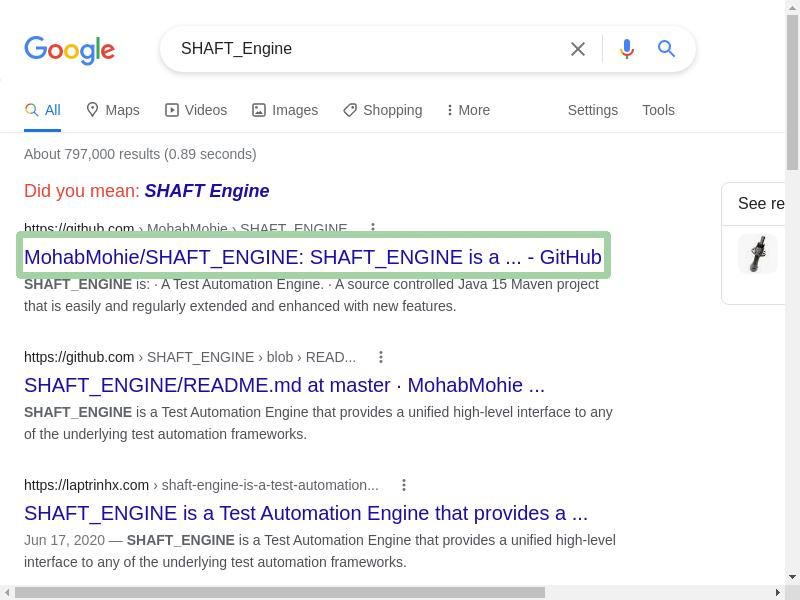 Google
SHAFT_Engine
All Maps Videos Images Shopping More Settings Tools
About 797,000 results (0.89 seconds)
Did you mean: SHAFT Engine
See re
https://github.com › MohabMohie › SHAFT_ENGINE
MohabMohie/SHAFT_ENGINE: SHAFT_ENGINE is a ... - GitHub
SHAFT_ENGINE is: · A Test Automation Engine. · A source controlled Java 15 Maven project
that is easily and regularly extended and enhanced with new features.
https://github.com › SHAFT_ENGINE › blob › READ...
SHAFT_ENGINE/README.md at master · MohabMohie ...
SHAFT_ENGINE is a Test Automation Engine that provides a unified high-level interface to any
of the underlying test automation frameworks.
https://laptrinhx.com › shaft-engine-is-a-test-automation...
SHAFT_ENGINE is a Test Automation Engine that provides a ...
Jun 17, 2020 — SHAFT_ENGINE is a Test Automation Engine that provides a unified high-level
interface to any of the underlying test automation frameworks.